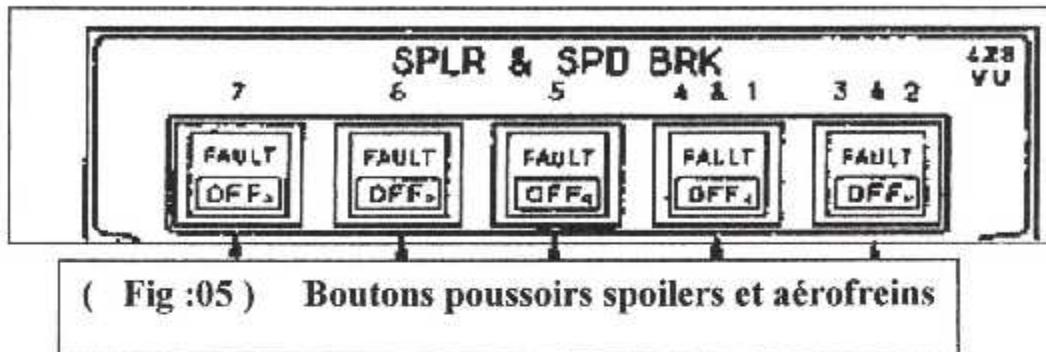 SPLR & SPD BRK
428
VU
7 6 5 4 & 1 3 & 2
FAULT FAULT FAULT FAULT FAULT
OFF OFF OFF OFF OFF
( Fig :05 ) Boutons poussoirs spoilers et aérofreins